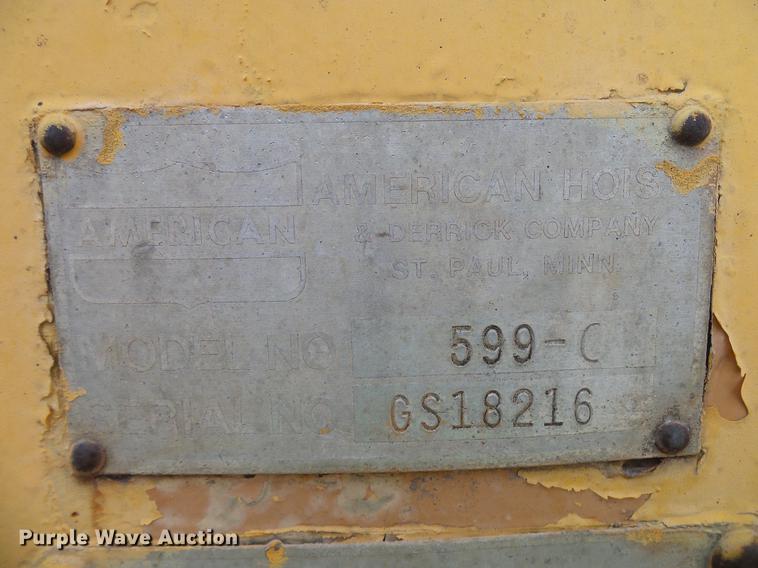 AMERICAN
AMERICAN HOIS
& DERRICK COMPANY
ST. PAUL, MINN.
MODEL NO. 599-C
SERIAL NO. GS18216
Purple Wave Auction